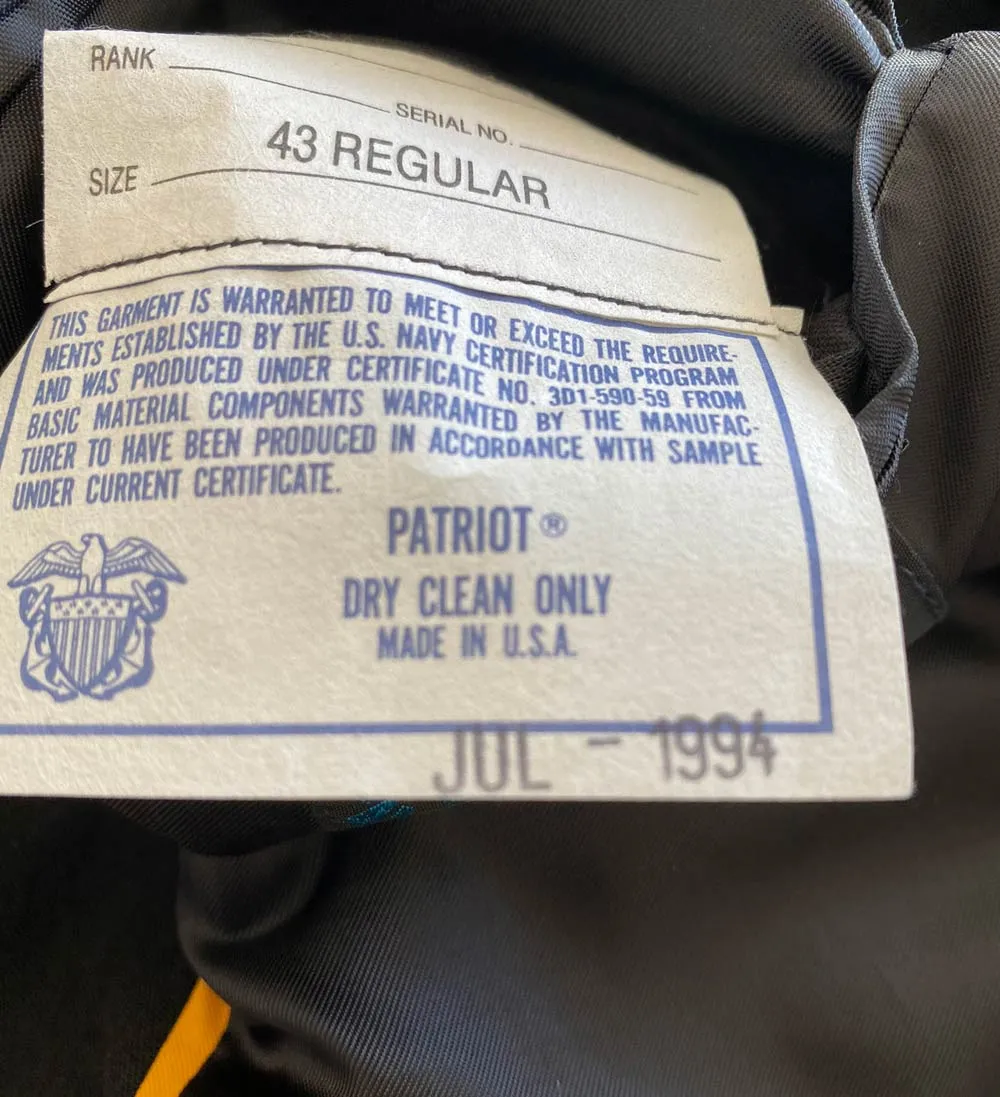 RANK
SERIAL NO.
43 REGULAR
SIZE
THIS GARMENT IS WARRANTED TO MEET OR EXCEED THE REQUIRE-
MENTS ESTABLISHED BY THE U.S. NAVY CERTIFICATION PROGRAM
AND WAS PRODUCED UNDER CERTIFICATE NO. 3D1-590-59 FROM
BASIC MATERIAL COMPONENTS WARRANTED BY THE MANUFAC-
TURER TO HAVE BEEN PRODUCED IN ACCORDANCE WITH SAMPLE
UNDER CURRENT CERTIFICATE.
PATRIOT®
DRY CLEAN ONLY
MADE IN U.S.A.
JUL - 1994